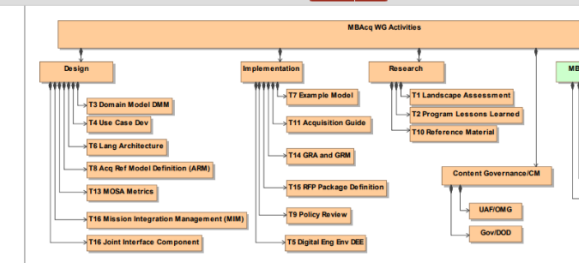 MBAcq WG Activities
Design
Implementation
Research
MB
T3 Domain Model DMM
T4 Use Case Dev
T6 Lang Architecture
T8 Acq Ref Model Definition (ARM)
T13 MOSA Metrics
T16 Mission Integration Management (MIM)
T16 Joint Interface Component
T7 Example Model
T11 Acquisition Guide
T14 GRA and GRM
T15 RFP Package Definition
T9 Policy Review
T5 Digital Eng Env DEE
T1 Landscape Assessment
T2 Program Lessons Learned
T10 Reference Material
Content Governance/CM
UAF/OMG
Gov/DOD